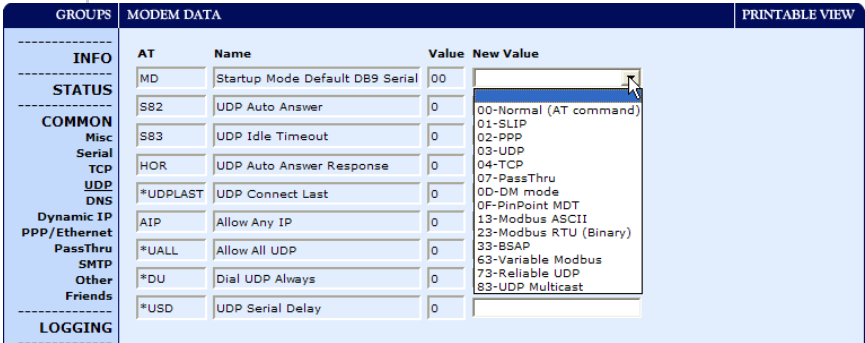 GROUPS MODEM DATA PRINTABLE VIEW
INFO
STATUS
COMMON
Misc
Serial
TCP
UDP
DNS
Dynamic IP
PPP/Ethernet
PassThru
SMTP
Other
Friends
LOGGING
AT Name Value New Value
MD Startup Mode Default DB9 Serial 00
S82 UDP Auto Answer 0
S83 UDP Idle Timeout 0
HOR UDP Auto Answer Response 0
*UDPLAST UDP Connect Last 0
AIP Allow Any IP 0
*UALL Allow All UDP 0
*DU Dial UDP Always 0
*USD UDP Serial Delay 0
00-Normal (AT command)
01-SLIP
02-PPP
03-UDP
04-TCP
07-PassThru
0D-DM mode
0F-PinPoint MDT
13-Modbus ASCII
23-Modbus RTU (Binary)
33-BSAP
63-Variable Modbus
73-Reliable UDP
83-UDP Multicast